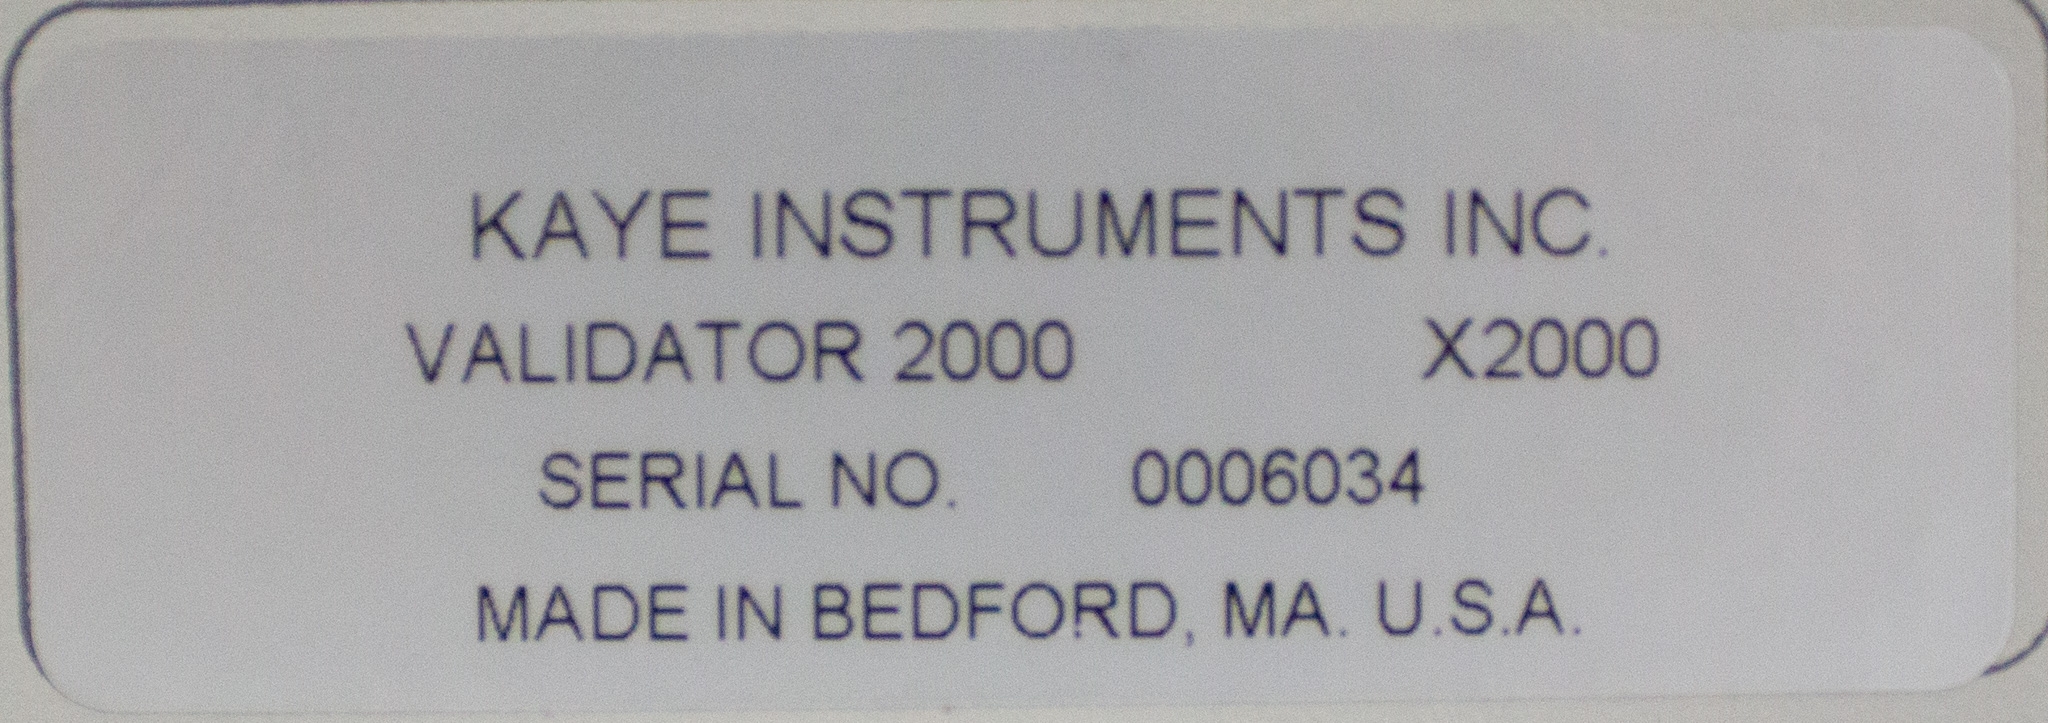 KAYE INSTRUMENTS INC.
VALIDATOR 2000 X2000
SERIAL NO. 0006034
MADE IN BEDFORD, MA. U.S.A.